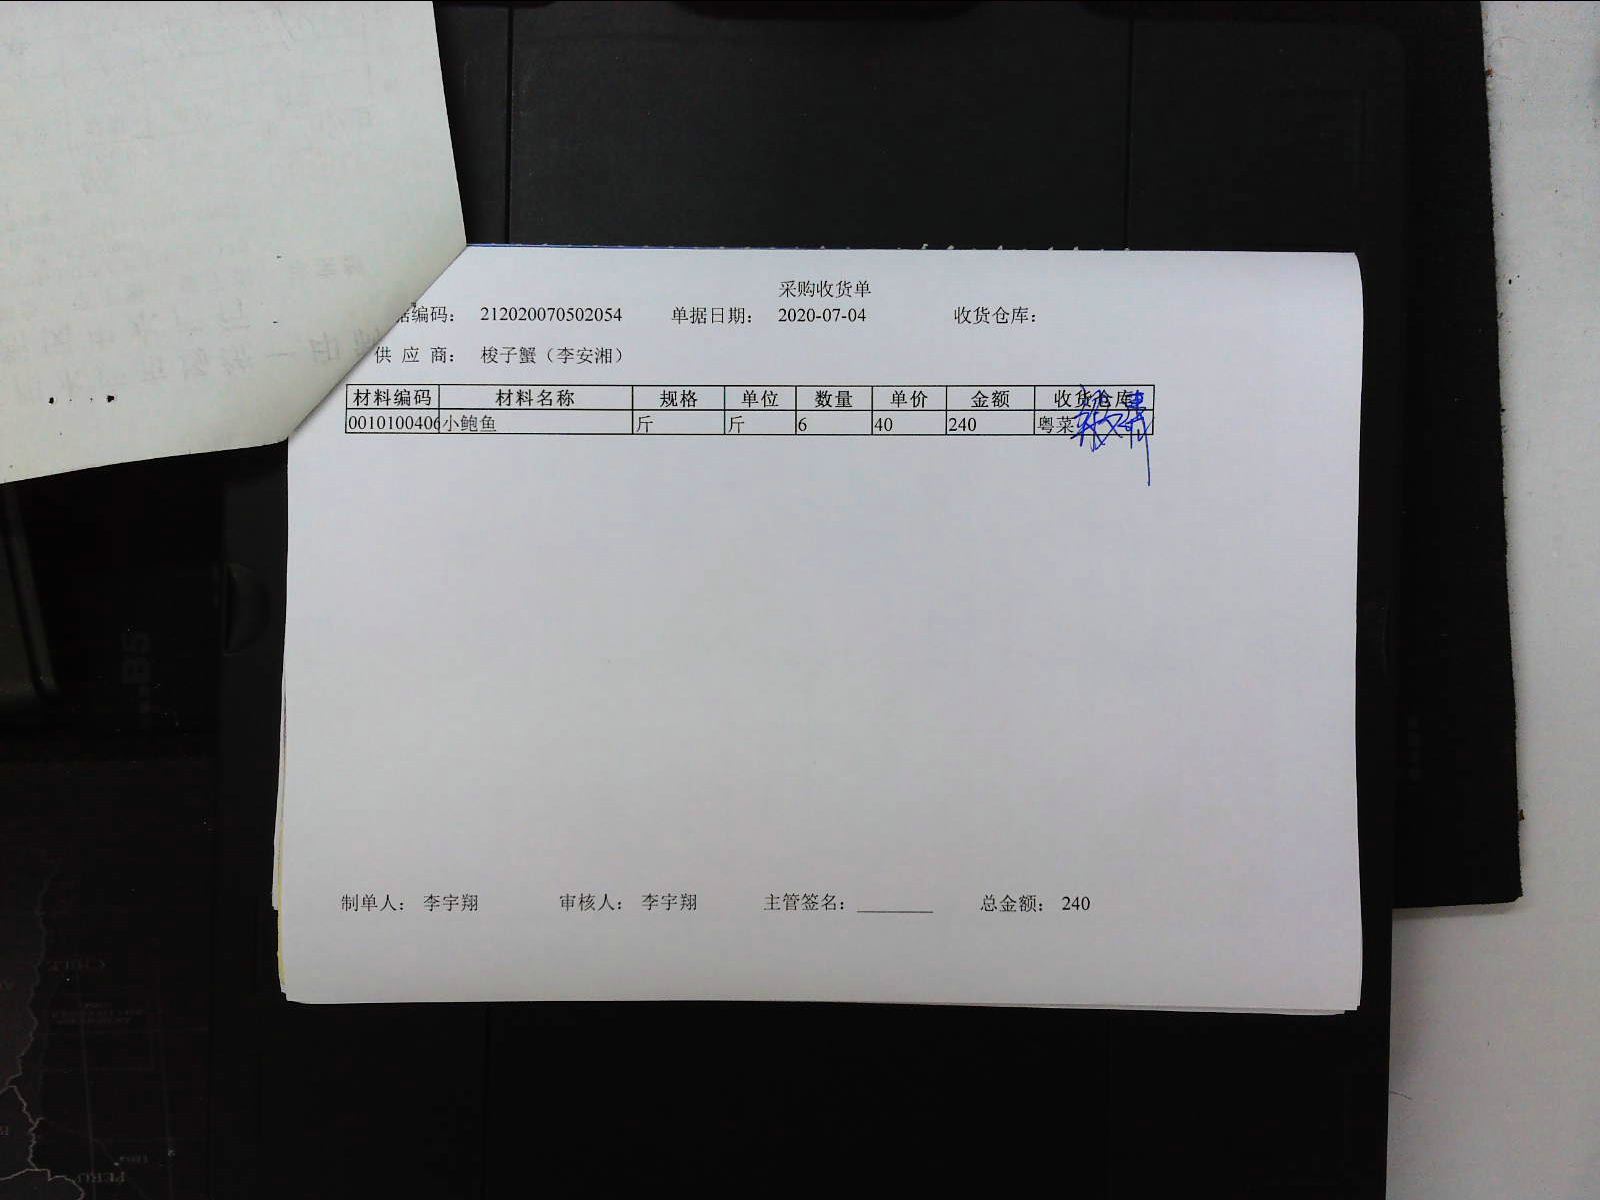 采购收货单
据编码： 212020070502054 单据日期： 2020-07-04 收货仓库：
供 应 商： 梭子蟹（李安湘）
材料编码 材料名称 规格 单位 数量 单价 金额 收货仓库
0010100406 小鲍鱼 斤 斤 6 40 240 粤菜
制单人： 李宇翔 审核人： 李宇翔 主管签名： ________ 总金额： 240